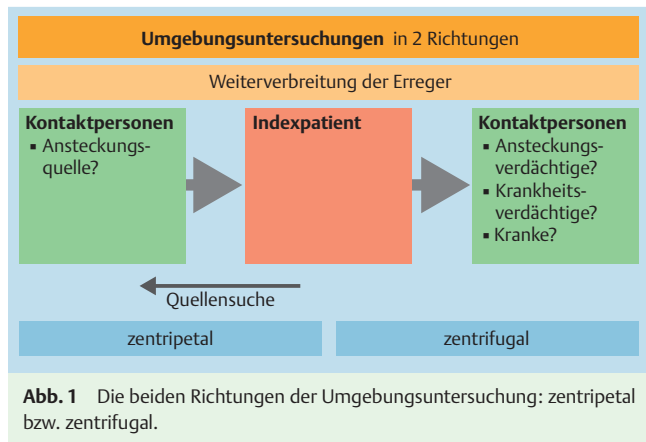 Umgebungsuntersuchungen in 2 Richtungen
Weiterverbreitung der Erreger
Kontaktpersonen
▪ Ansteckungs-
quelle?
Indexpatient
Kontaktpersonen
▪ Ansteckungs-
verdächtige?
▪ Krankheits-
verdächtige?
▪ Kranke?
Quellensuche
zentripetal
zentrifugal
Abb. 1 Die beiden Richtungen der Umgebungsuntersuchung: zentripetal
bzw. zentrifugal.